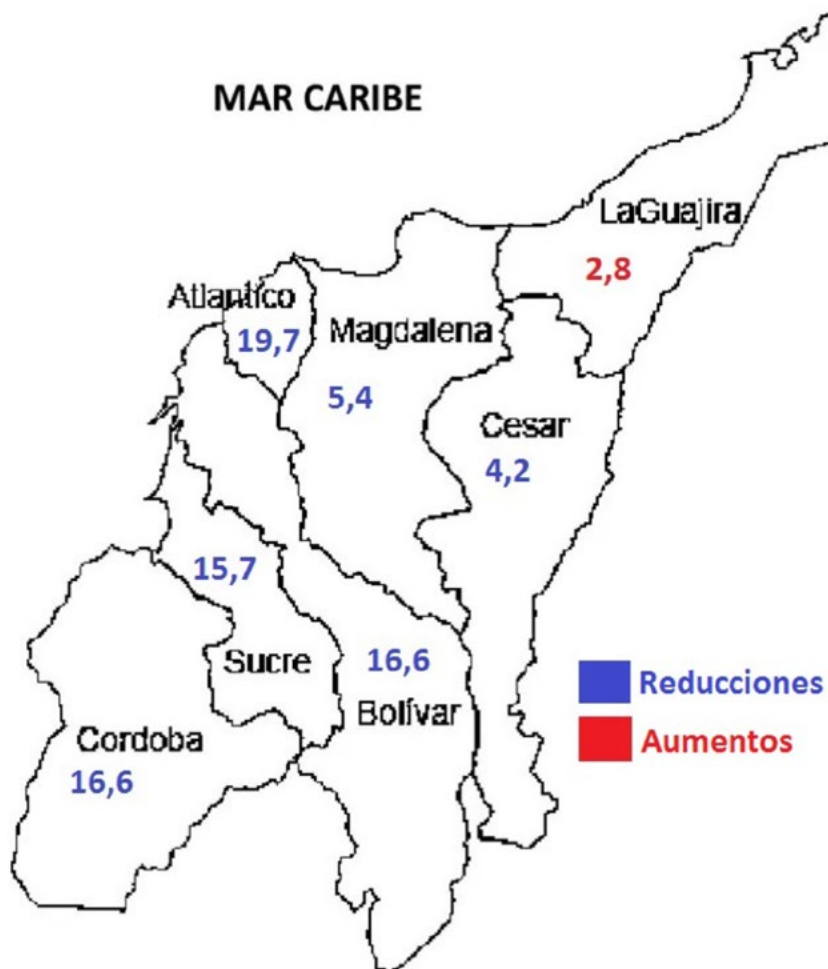 MAR CARIBE
LaGuajira
2,8
Atlantico
19,7
Magdalena
5,4
Cesar
4,2
15,7
Sucre
16,6
Bolívar
Cordoba
16,6
Reducciones
Aumentos